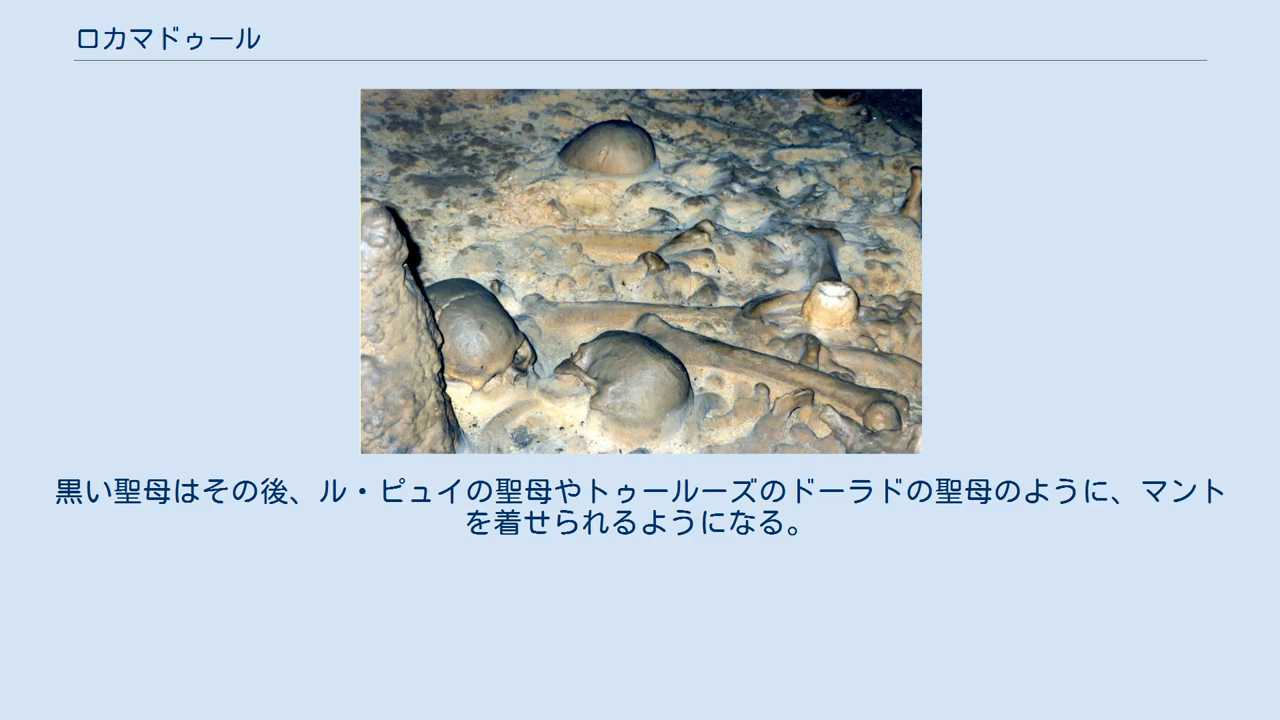 ロカマドゥール
黒い聖母はその後、ル・ピュイの聖母やトゥールーズのドーラドの聖母のように、マント
を着せられるようになる。